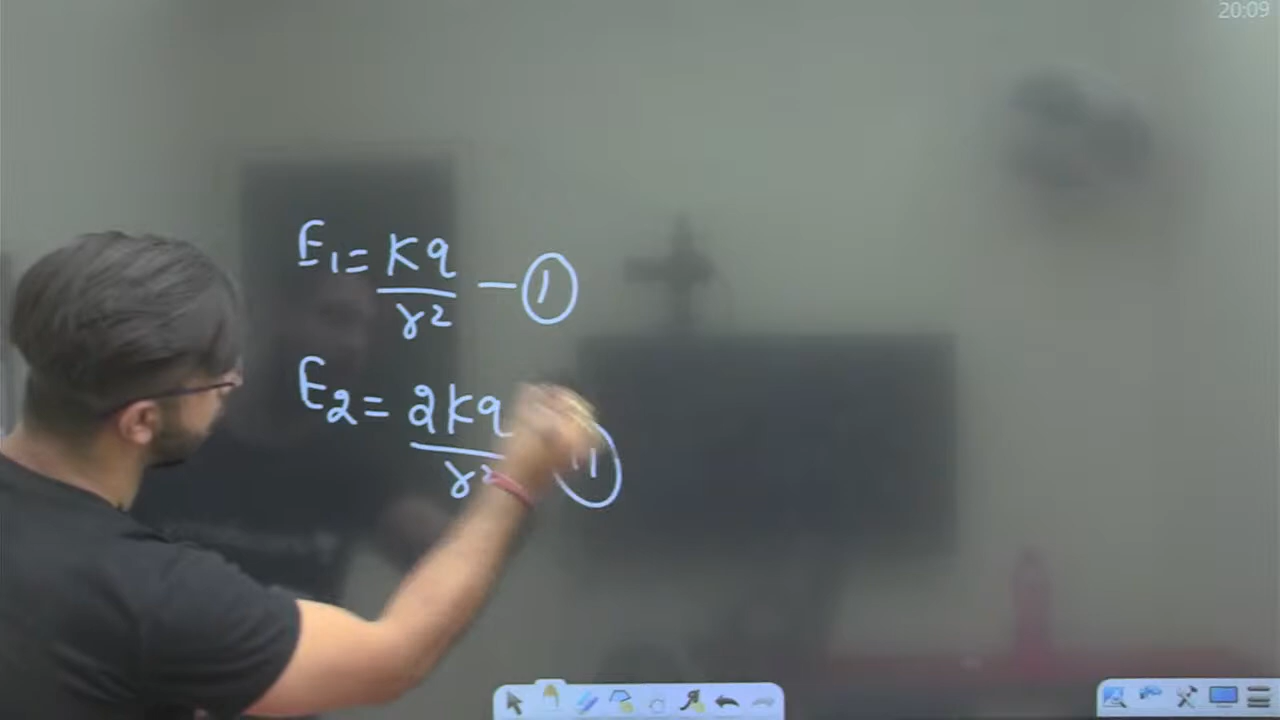 20:09
E₁ = Kq/r² — ①
E₂ = 2Kq/r²